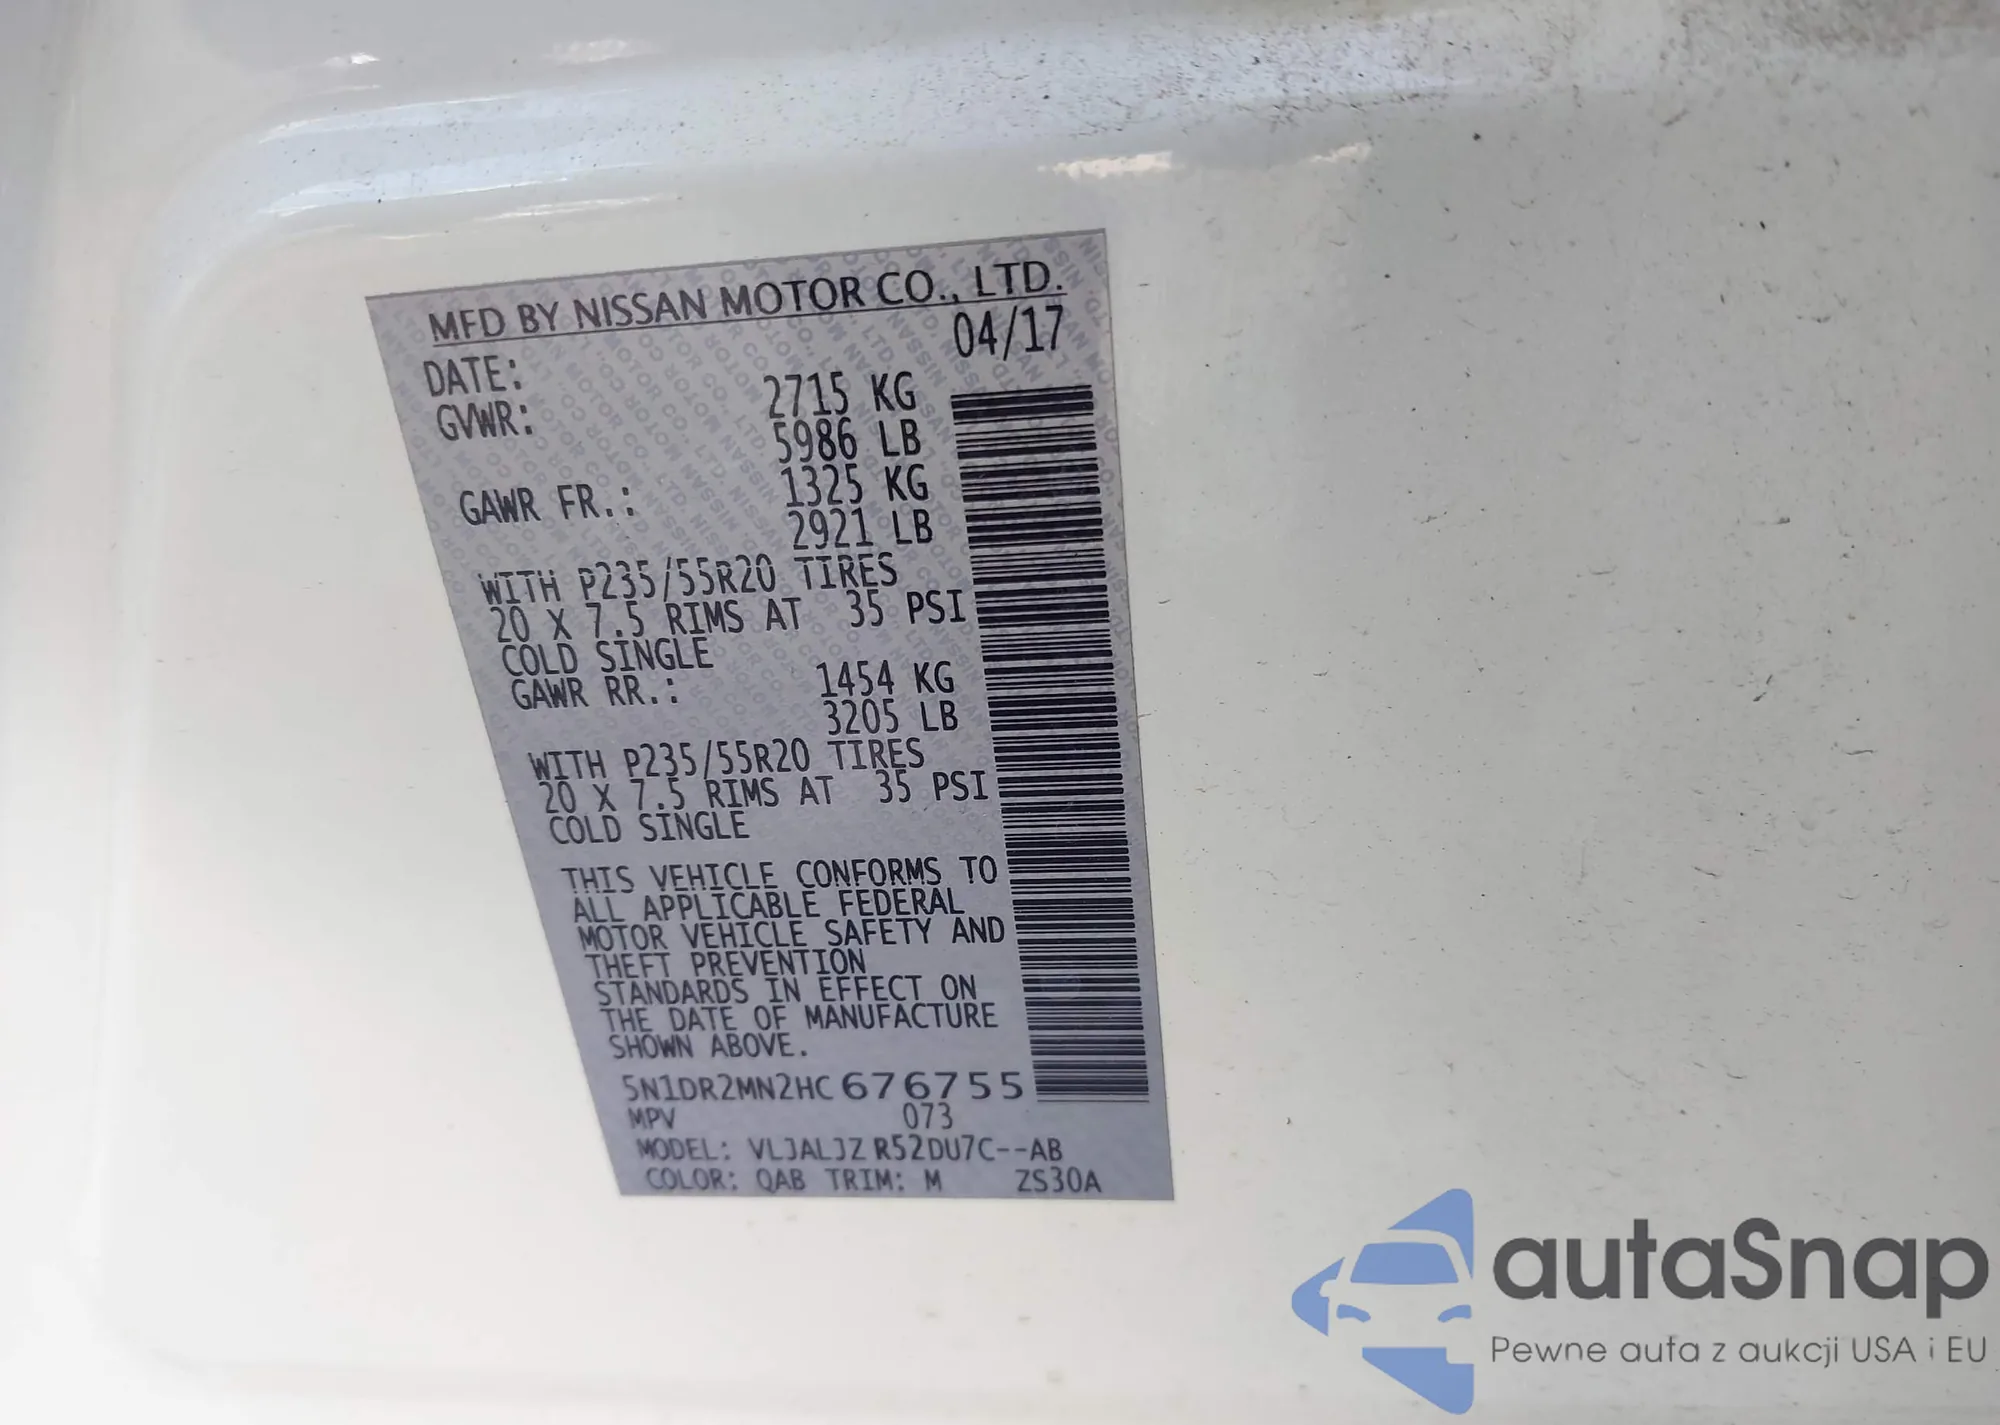 MFD BY NISSAN MOTOR CO., LTD.
DATE: 04/17
GVWR: 2715 KG
5986 LB
GAWR FR.: 1325 KG
2921 LB
WITH P235/55R20 TIRES
20 X 7.5 RIMS AT 35 PSI
COLD SINGLE
GAWR RR.: 1454 KG
3205 LB
WITH P235/55R20 TIRES
20 X 7.5 RIMS AT 35 PSI
COLD SINGLE
THIS VEHICLE CONFORMS TO
ALL APPLICABLE FEDERAL
MOTOR VEHICLE SAFETY AND
THEFT PREVENTION
STANDARDS IN EFFECT ON
THE DATE OF MANUFACTURE
SHOWN ABOVE.
5N1DR2MN2HC676755
MPV 073
MODEL: VLJALJZ R52DU7C--AB
COLOR: QAB TRIM: M ZS30A
autaSnap
Pewne auta z aukcji USA i EU